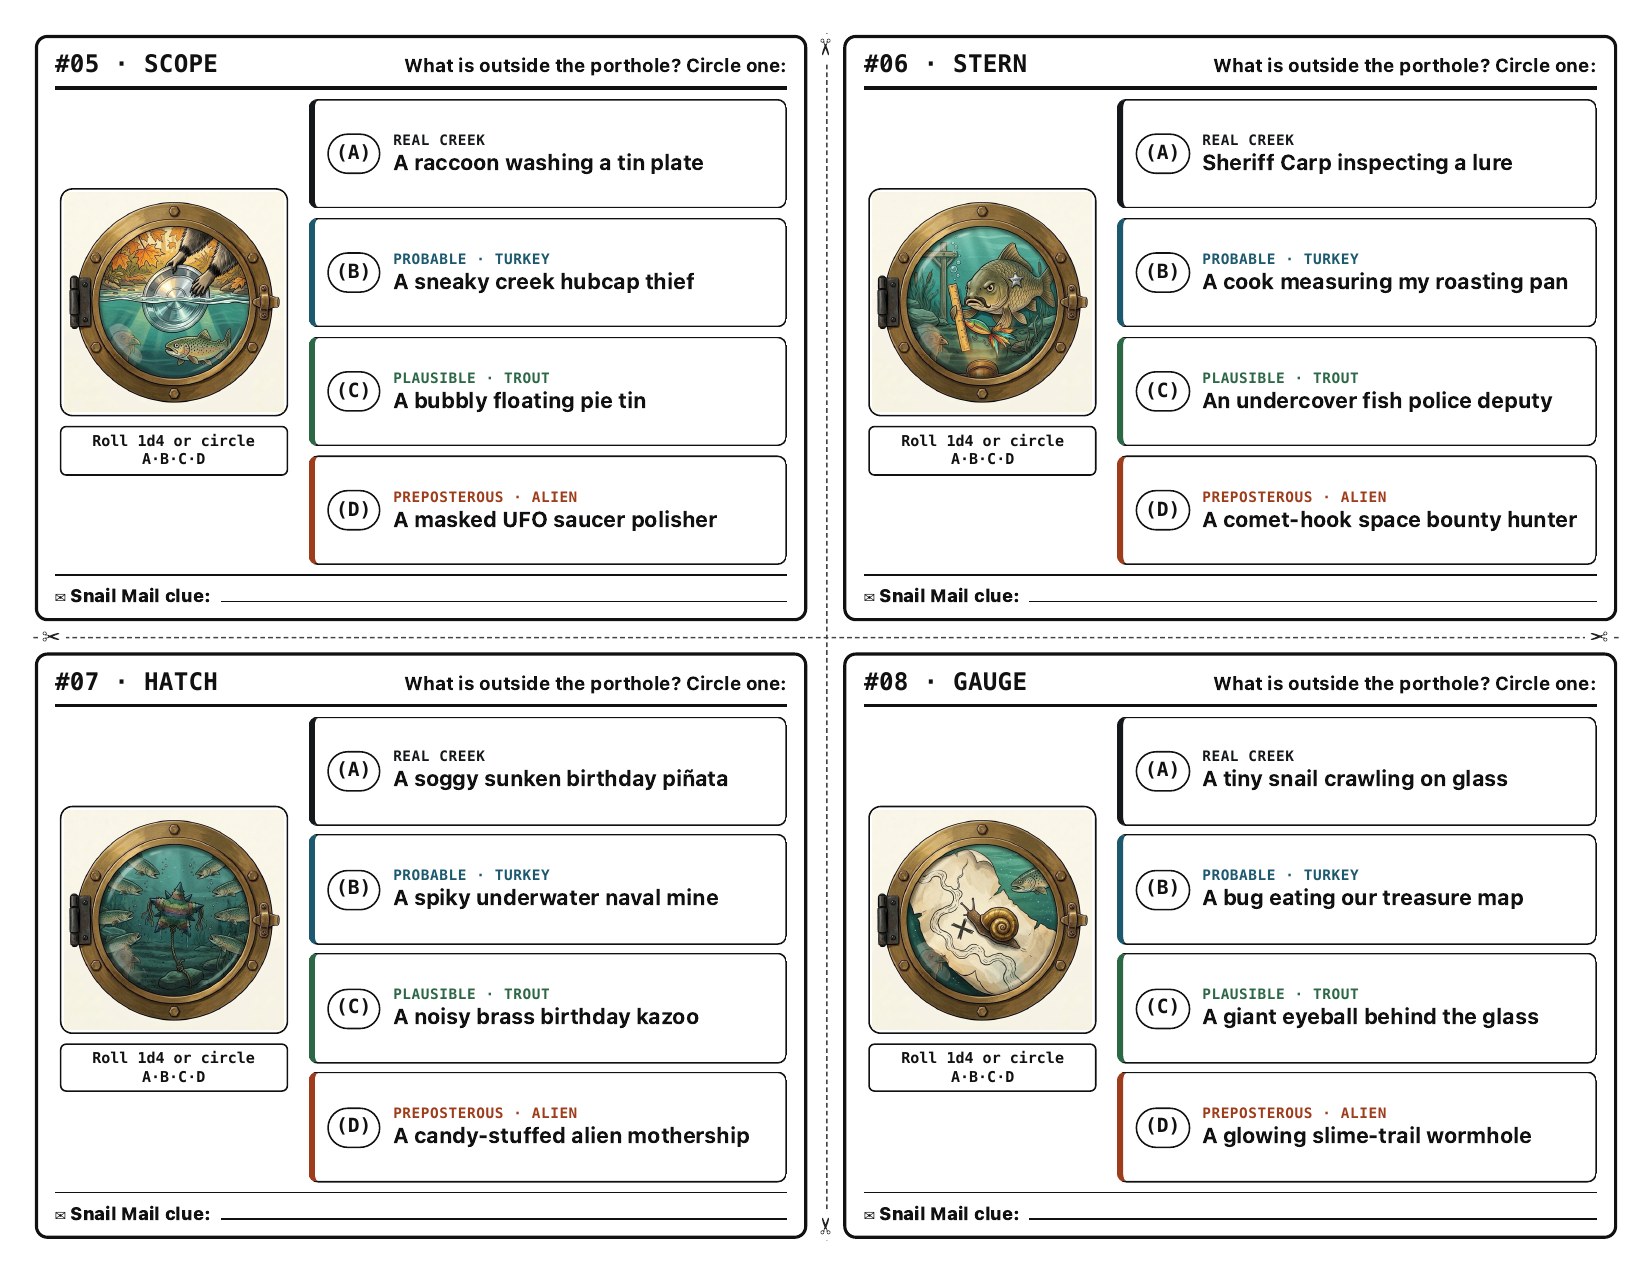 #05 · SCOPE
What is outside the porthole? Circle one:
(A)
REAL CREEK
A raccoon washing a tin plate
(B)
PROBABLE · TURKEY
A sneaky creek hubcap thief
(C)
PLAUSIBLE · TROUT
A bubbly floating pie tin
(D)
PREPOSTEROUS · ALIEN
A masked UFO saucer polisher
Roll 1d4 or circle
A·B·C·D
✉ Snail Mail clue:
#06 · STERN
What is outside the porthole? Circle one:
(A)
REAL CREEK
Sheriff Carp inspecting a lure
(B)
PROBABLE · TURKEY
A cook measuring my roasting pan
(C)
PLAUSIBLE · TROUT
An undercover fish police deputy
(D)
PREPOSTEROUS · ALIEN
A comet-hook space bounty hunter
Roll 1d4 or circle
A·B·C·D
✉ Snail Mail clue:
#07 · HATCH
What is outside the porthole? Circle one:
(A)
REAL CREEK
A soggy sunken birthday piñata
(B)
PROBABLE · TURKEY
A spiky underwater naval mine
(C)
PLAUSIBLE · TROUT
A noisy brass birthday kazoo
(D)
PREPOSTEROUS · ALIEN
A candy-stuffed alien mothership
Roll 1d4 or circle
A·B·C·D
✉ Snail Mail clue:
#08 · GAUGE
What is outside the porthole? Circle one:
(A)
REAL CREEK
A tiny snail crawling on glass
(B)
PROBABLE · TURKEY
A bug eating our treasure map
(C)
PLAUSIBLE · TROUT
A giant eyeball behind the glass
(D)
PREPOSTEROUS · ALIEN
A glowing slime-trail wormhole
Roll 1d4 or circle
A·B·C·D
✉ Snail Mail clue: